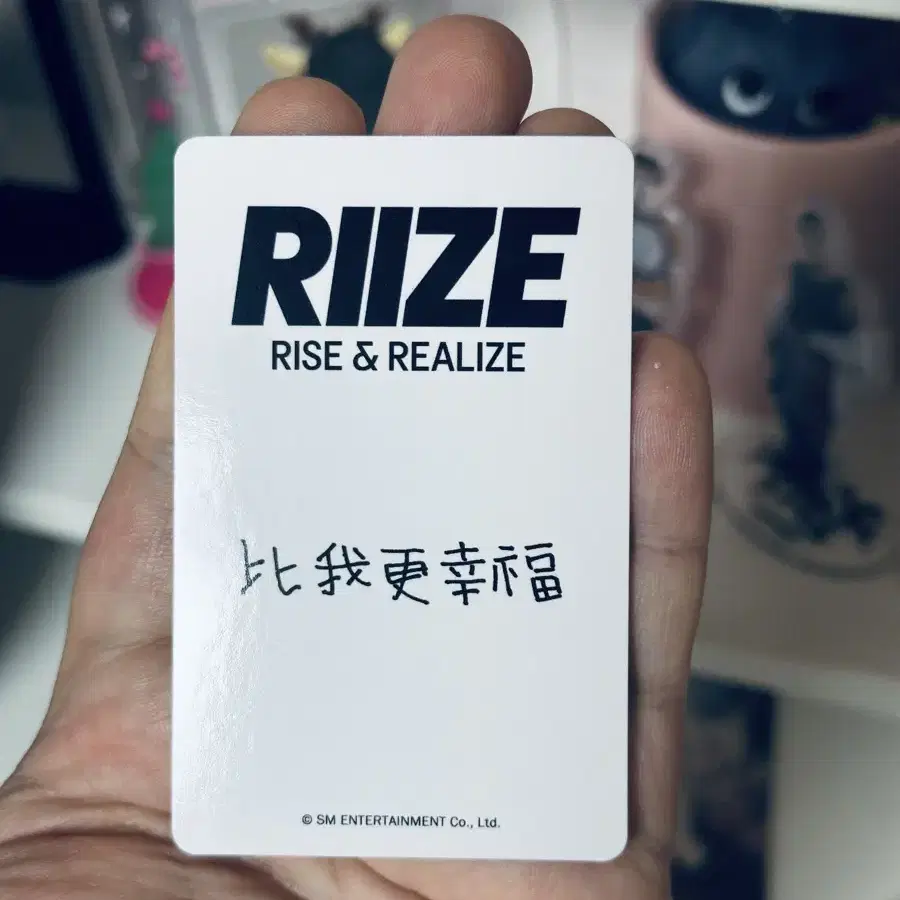 RIIZE
RISE & REALIZE
比我更幸福
© SM ENTERTAINMENT Co., Ltd.